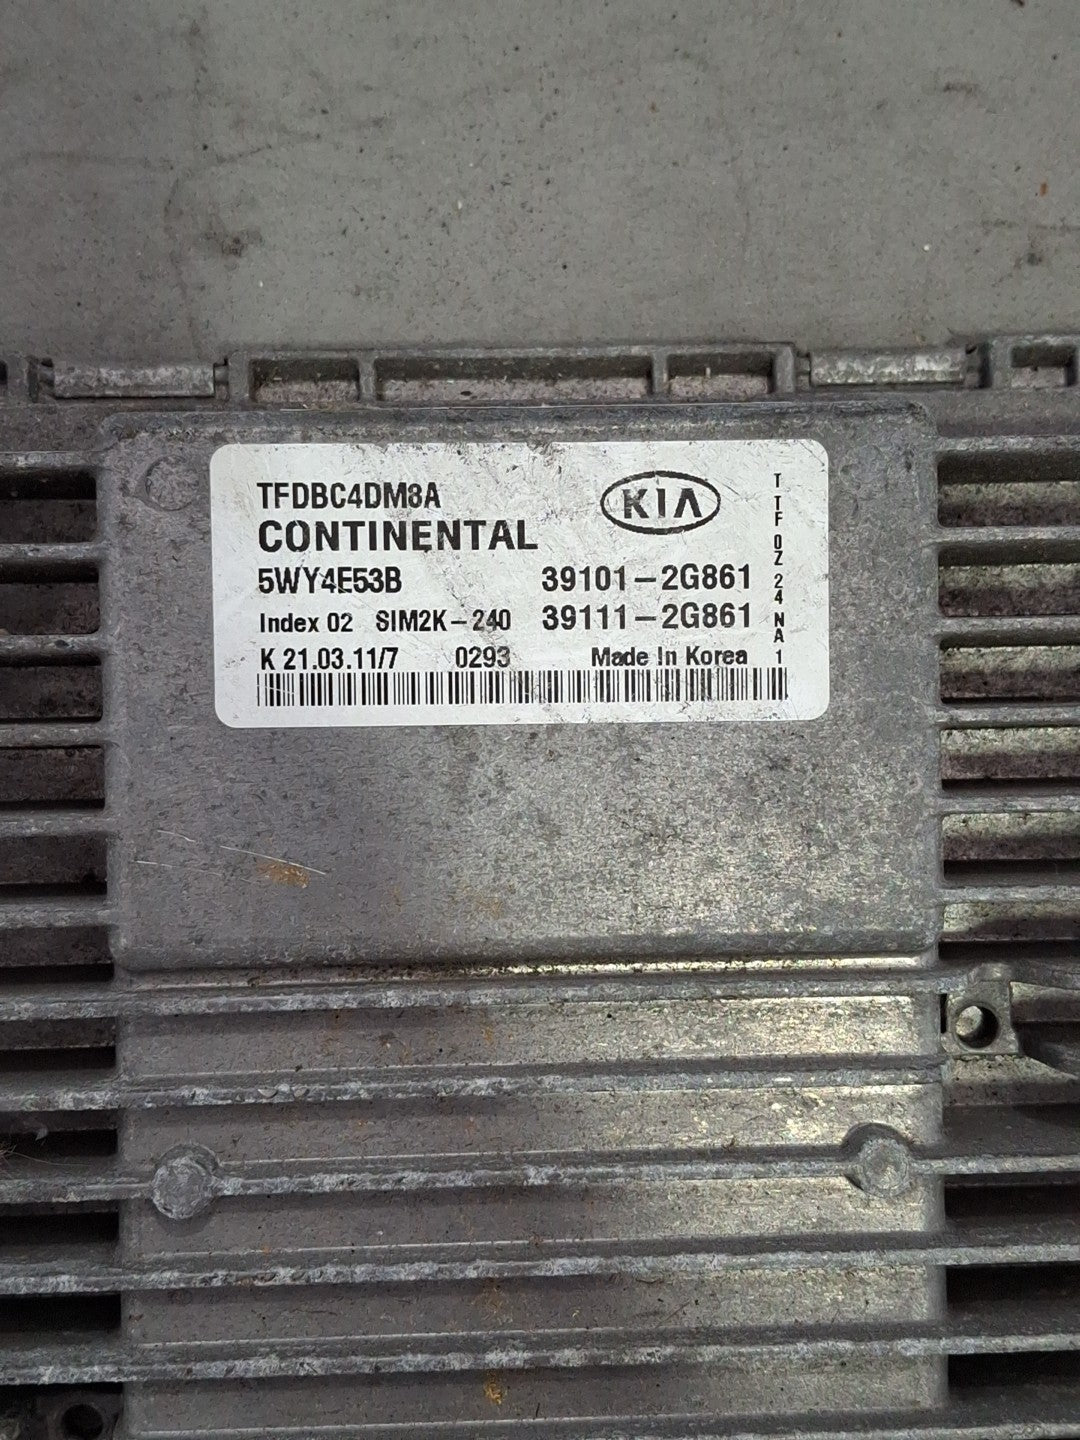 TFDBC4DM8A
KIA
CONTINENTAL
5WY4E53B 39101-2G861
Index 02 SIM2K-240 39111-2G861
K 21.03.11/7 0293 Made In Korea
T TF 0Z 24 NA 1